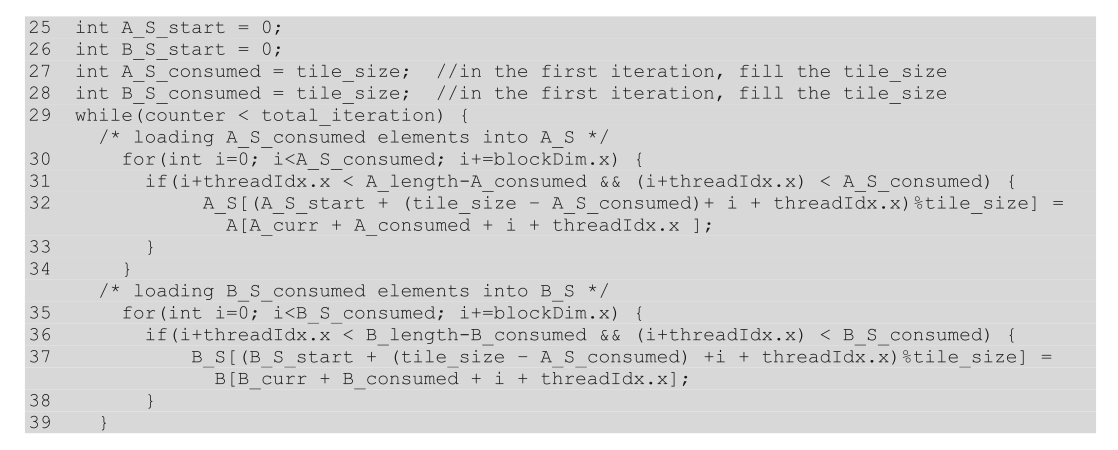 25 int A_S_start = 0;
26 int B_S_start = 0;
27 int A_S_consumed = tile_size; //in the first iteration, fill the tile_size
28 int B_S_consumed = tile_size; //in the first iteration, fill the tile_size
29 while(counter < total_iteration) {
/* loading A_S_consumed elements into A_S */
30 for(int i=0; i<A_S_consumed; i+=blockDim.x) {
31 if(i+threadIdx.x < A_length-A_consumed && (i+threadIdx.x) < A_S_consumed) {
32 A_S[(A_S_start + (tile_size - A_S_consumed)+ i + threadIdx.x)%tile_size] =
A[A_curr + A_consumed + i + threadIdx.x ];
33 }
34 }
/* loading B_S_consumed elements into B_S */
35 for(int i=0; i<B_S_consumed; i+=blockDim.x) {
36 if(i+threadIdx.x < B_length-B_consumed && (i+threadIdx.x) < B_S_consumed) {
37 B_S[(B_S_start + (tile_size - A_S_consumed) +i + threadIdx.x)%tile_size] =
B[B_curr + B_consumed + i + threadIdx.x];
38 }
39 }